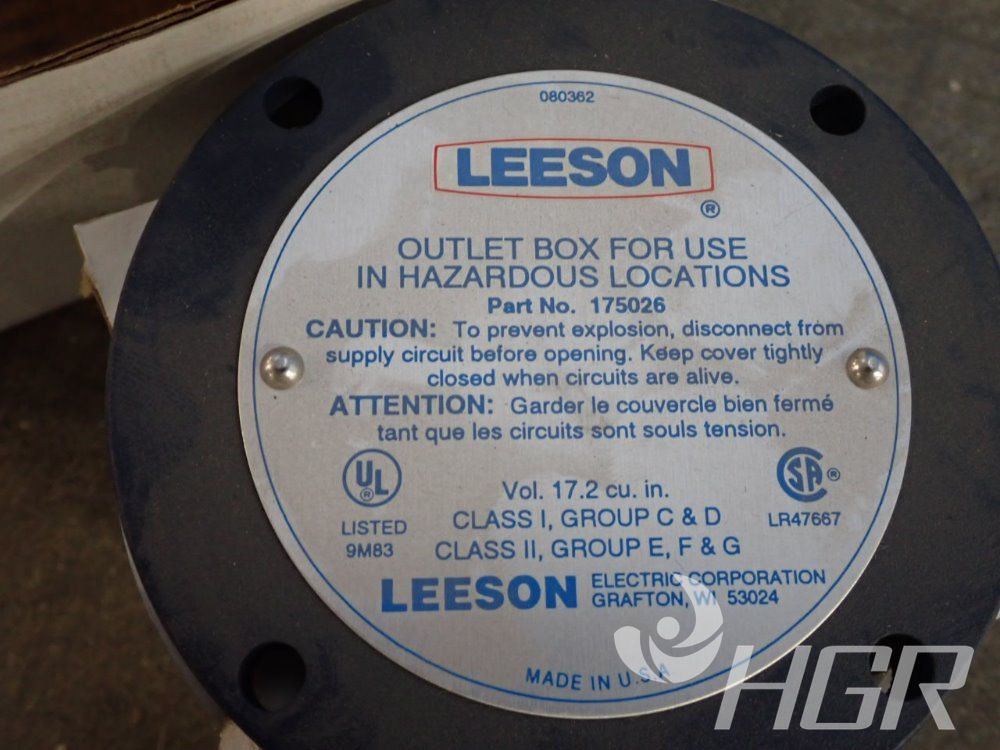 080362
LEESON
®
OUTLET BOX FOR USE
IN HAZARDOUS LOCATIONS
Part No. 175026
CAUTION: To prevent explosion, disconnect from
supply circuit before opening. Keep cover tightly
closed when circuits are alive.
ATTENTION: Garder le couvercle bien fermé
tant que les circuits sont souls tension.
UL ®
LISTED
9M83
Vol. 17.2 cu. in.
CLASS I, GROUP C & D
CLASS II, GROUP E, F & G
SA ®
LR47667
LEESON ELECTRIC CORPORATION
GRAFTON, WI 53024
MADE IN U.S.A
HGR